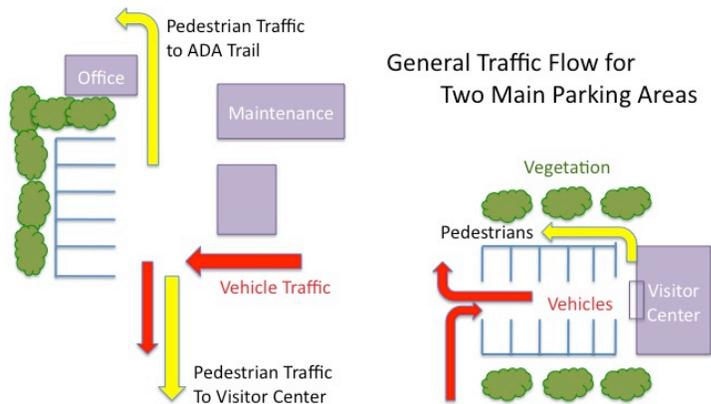 Pedestrian Traffic
to ADA Trail
Office
Maintenance
Vehicle Traffic
Pedestrian Traffic
To Visitor Center
General Traffic Flow for
Two Main Parking Areas
Vegetation
Pedestrians
Vehicles
Visitor
Center